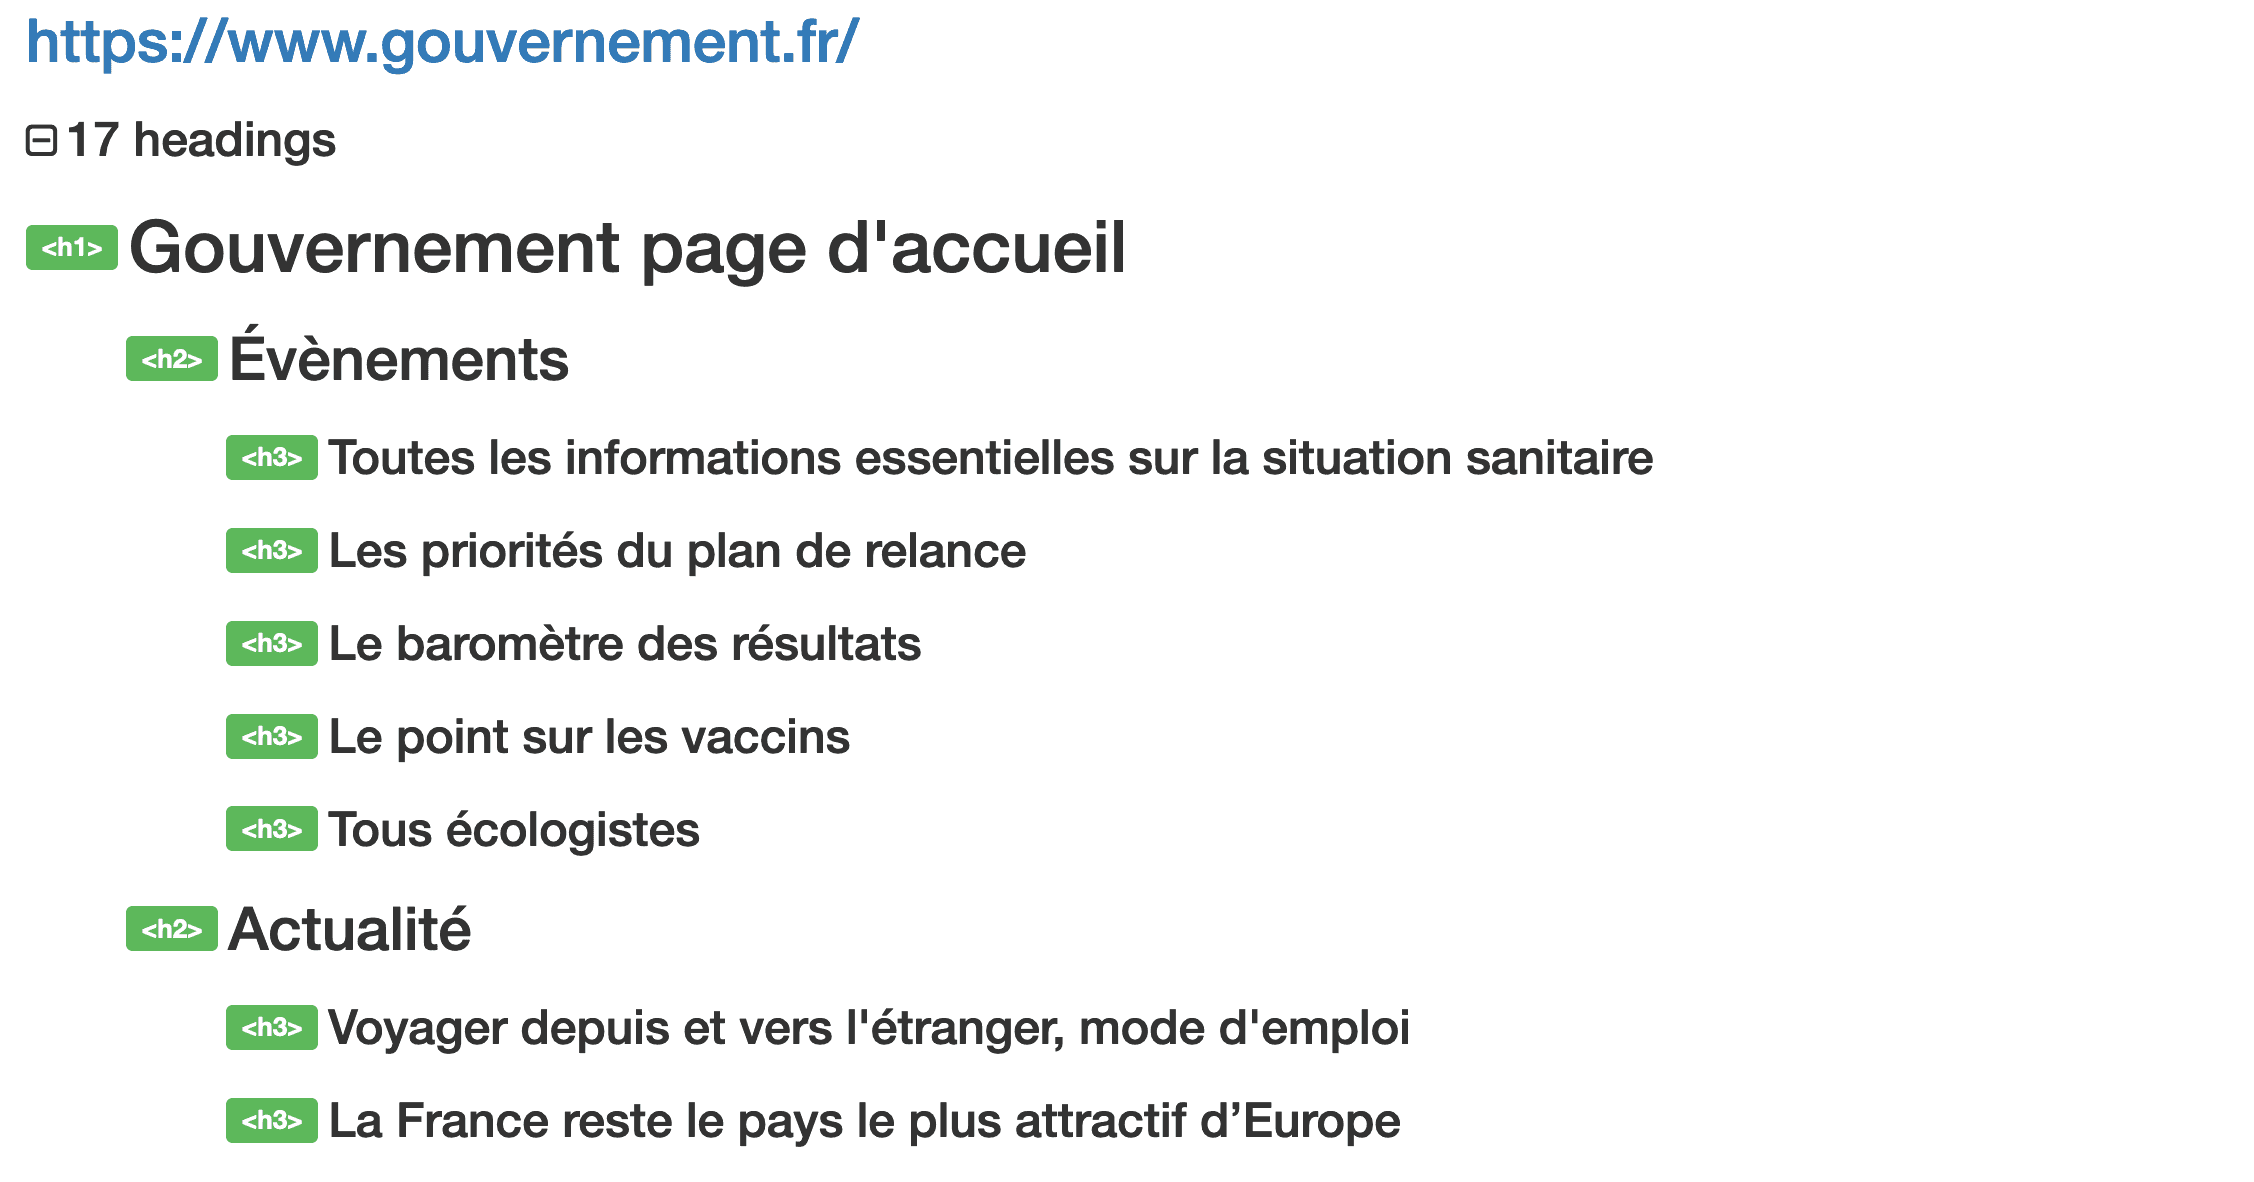 https://www.gouvernement.fr/
17 headings
<h1> Gouvernement page d'accueil
<h2> Évènements
<h3> Toutes les informations essentielles sur la situation sanitaire
<h3> Les priorités du plan de relance
<h3> Le baromètre des résultats
<h3> Le point sur les vaccins
<h3> Tous écologistes
<h2> Actualité
<h3> Voyager depuis et vers l'étranger, mode d'emploi
<h3> La France reste le pays le plus attractif d’Europe